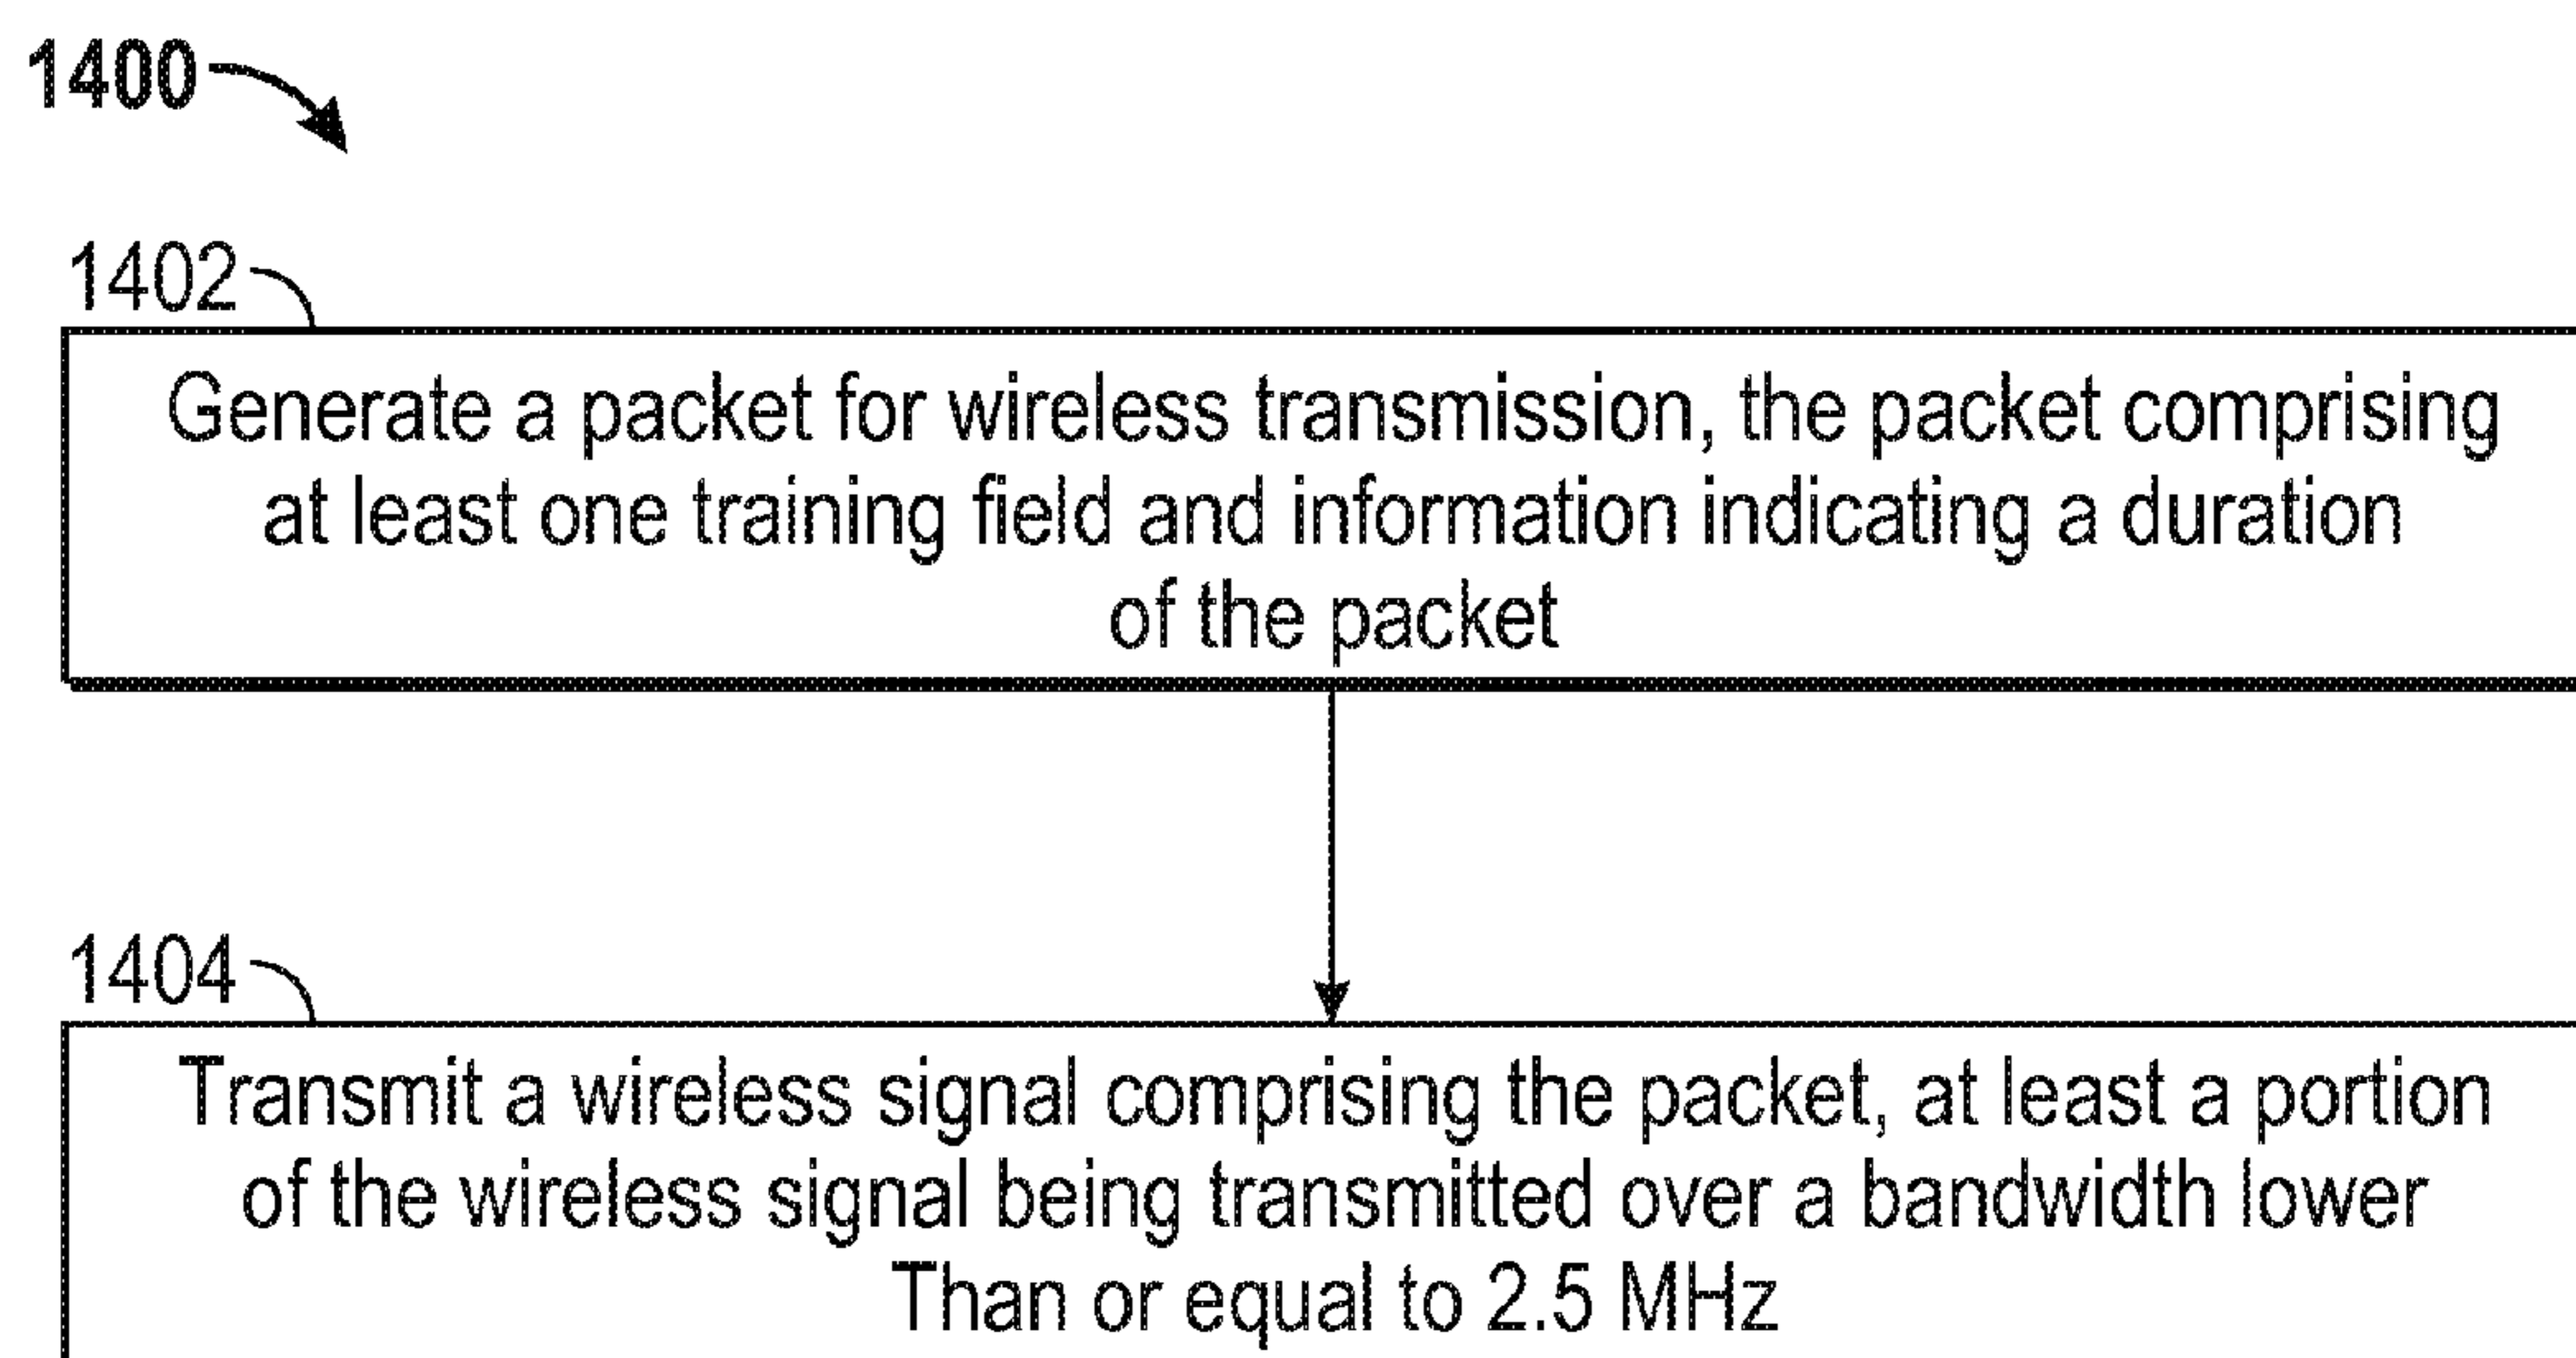 1400
1402
Generate a packet for wireless transmission, the packet comprising
at least one training field and information indicating a duration
of the packet
1404
Transmit a wireless signal comprising the packet, at least a portion
of the wireless signal being transmitted over a bandwidth lower
Than or equal to 2.5 MHz